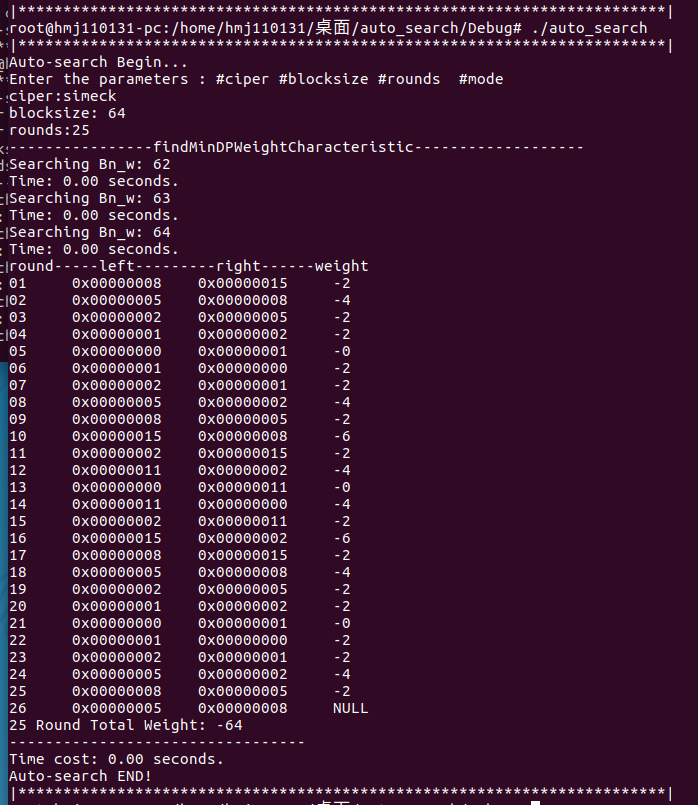 |*************************************************************************|
root@hmj110131-pc:/home/hmj110131/桌面/auto_search/Debug# ./auto_search
|*************************************************************************|
Auto-search Begin...
Enter the parameters : #ciper #blocksize #rounds  #mode
ciper:simeck
blocksize: 64
rounds:25
----------------findMinDPWeightCharacteristic-------------------
Searching Bn_w: 62
Time: 0.00 seconds.
Searching Bn_w: 63
Time: 0.00 seconds.
Searching Bn_w: 64
Time: 0.00 seconds.
round-----left---------right------weight
01     0x00000008    0x00000015    -2
02     0x00000005    0x00000008    -4
03     0x00000002    0x00000005    -2
04     0x00000001    0x00000002    -2
05     0x00000000    0x00000001    -0
06     0x00000001    0x00000000    -2
07     0x00000002    0x00000001    -2
08     0x00000005    0x00000002    -4
09     0x00000008    0x00000005    -2
10     0x00000015    0x00000008    -6
11     0x00000002    0x00000015    -2
12     0x00000011    0x00000002    -4
13     0x00000000    0x00000011    -0
14     0x00000011    0x00000000    -4
15     0x00000002    0x00000011    -2
16     0x00000015    0x00000002    -6
17     0x00000008    0x00000015    -2
18     0x00000005    0x00000008    -4
19     0x00000002    0x00000005    -2
20     0x00000001    0x00000002    -2
21     0x00000000    0x00000001    -0
22     0x00000001    0x00000000    -2
23     0x00000002    0x00000001    -2
24     0x00000005    0x00000002    -4
25     0x00000008    0x00000005    -2
26     0x00000005    0x00000008    NULL
25 Round Total Weight: -64
---------------------------------
Time cost: 0.00 seconds.
Auto-search END!
|*************************************************************************|